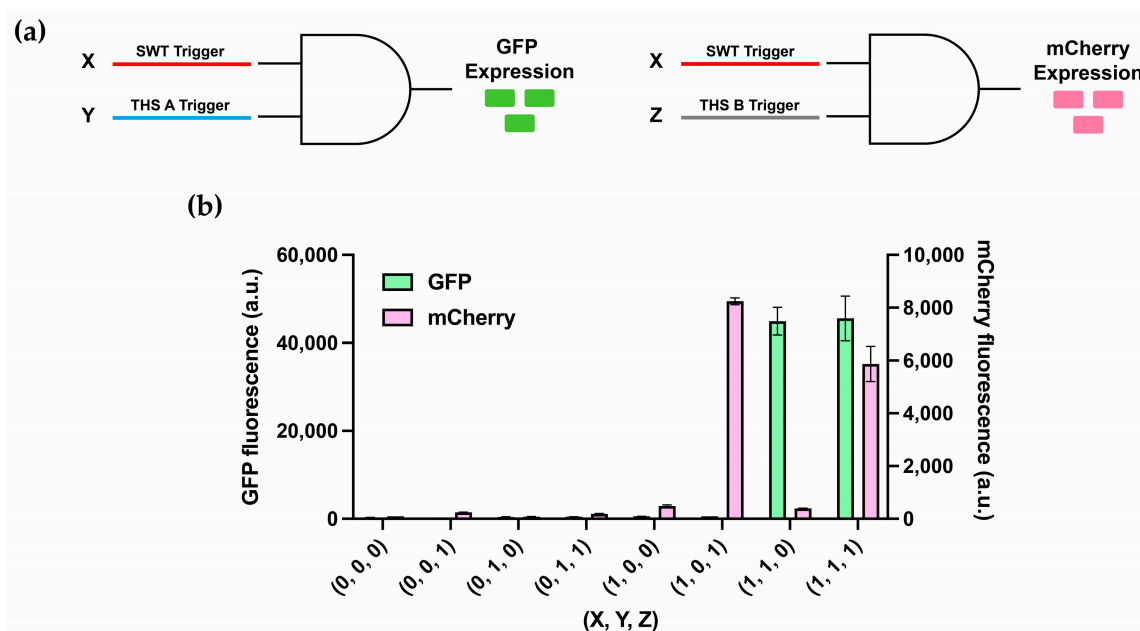 (a)
X
SWT Trigger
Y
THS A Trigger
GFP
Expression
X
SWT Trigger
Z
THS B Trigger
mCherry
Expression
(b)
GFP fluorescence (a.u.)
60,000
40,000
20,000
0
GFP
mCherry
10,000
8,000
6,000
4,000
2,000
0
mCherry fluorescence (a.u.)
(0, 0, 0)
(0, 0, 1)
(0, 1, 0)
(0, 1, 1)
(1, 0, 0)
(1, 0, 1)
(1, 1, 0)
(1, 1, 1)
(X, Y, Z)